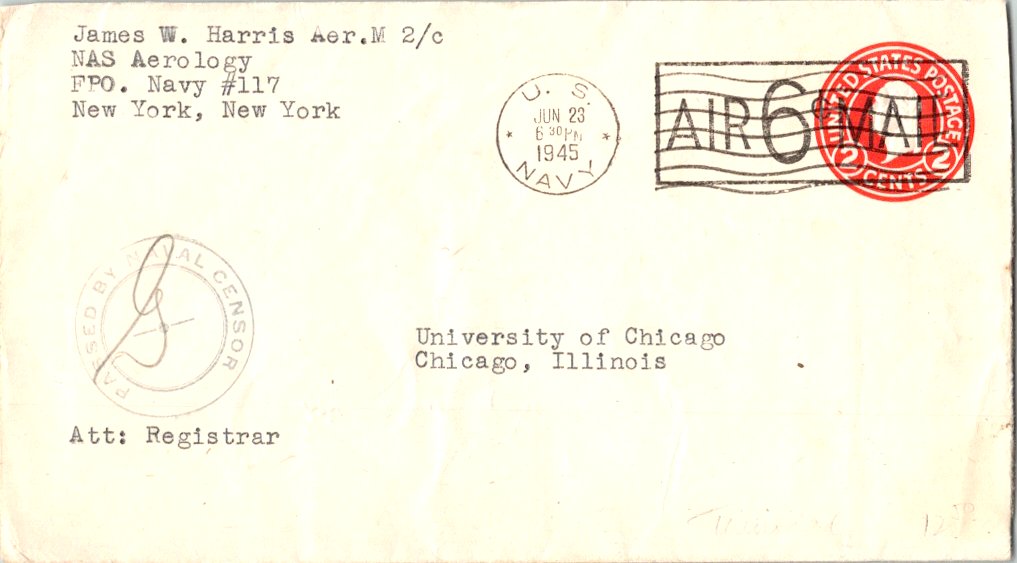 James W. Harris Aer.M 2/c
NAS Aerology
FPO. Navy #117
New York, New York
U. S.
JUN 23
6 30 PM
1945
NAVY
AIR 6¢ MAIL
UNITED STATES POSTAGE
2 CENTS 2
PASSED BY NAVAL CENSOR
University of Chicago
Chicago, Illinois
Att: Registrar